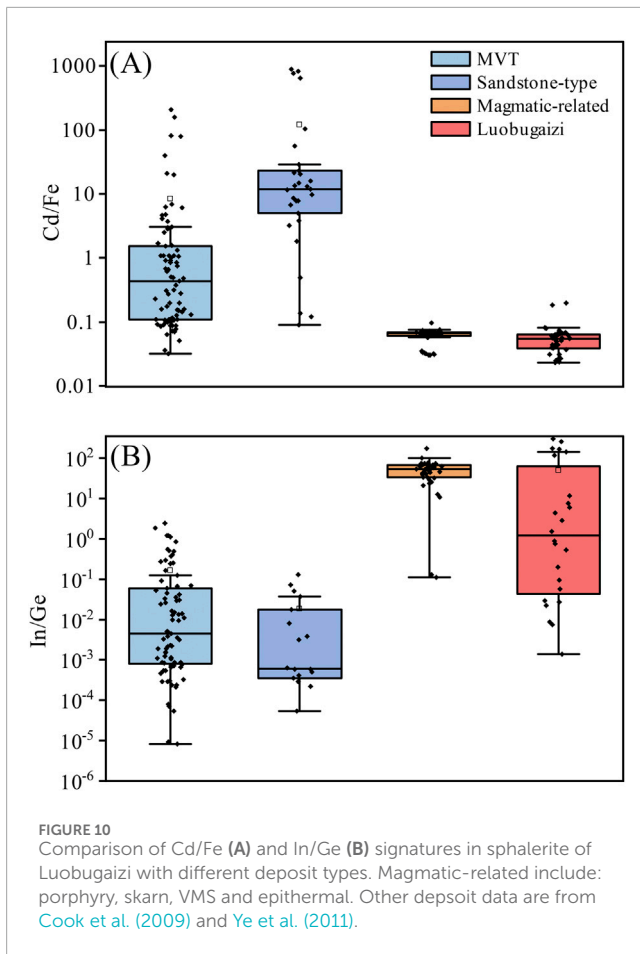 (A)
MVT
Sandstone-type
Magmatic-related
Luobugaizi
Cd/Fe
1000
100
10
1
0.1
0.01
(B)
In/Ge
10²
10¹
10⁰
10⁻¹
10⁻²
10⁻³
10⁻⁴
10⁻⁵
10⁻⁶
FIGURE 10
Comparison of Cd/Fe (A) and In/Ge (B) signatures in sphalerite of
Luobugaizi with different deposit types. Magmatic-related include:
porphyry, skarn, VMS and epithermal. Other depsoit data are from
Cook et al. (2009) and Ye et al. (2011).